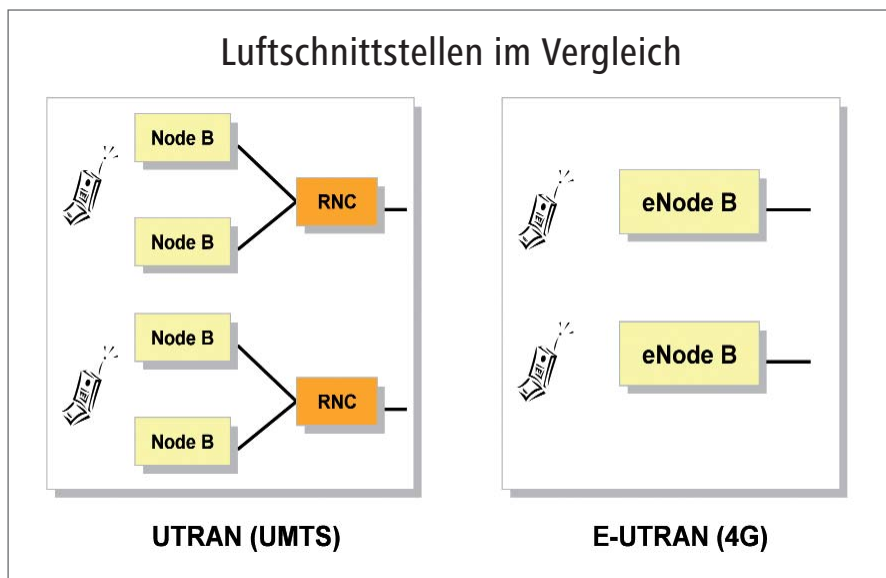 Luftschnittstellen im Vergleich
Node B
Node B
RNC
Node B
Node B
RNC
UTRAN (UMTS)
eNode B
eNode B
E-UTRAN (4G)